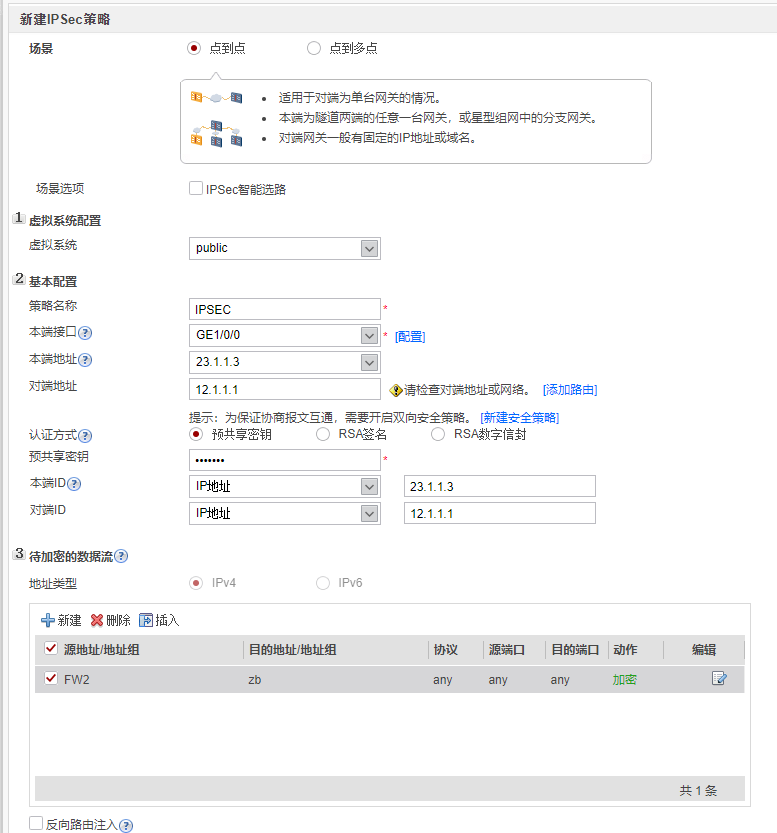 新建IPSec策略
场景 点到点 点到多点
• 适用于对端为单台网关的情况。
• 本端为隧道两端的任意一台网关，或星型组网中的分支网关。
• 对端网关一般有固定的IP地址或域名。
场景选项 IPSec智能选路
1 虚拟系统配置
虚拟系统 public
2 基本配置
策略名称 IPSEC *
本端接口 ? GE1/0/0 * [配置]
本端地址 ? 23.1.1.3
对端地址 12.1.1.1 请检查对端地址或网络。 [添加路由]
提示：为保证协商报文互通，需要开启双向安全策略。 [新建安全策略]
认证方式 ? 预共享密钥 RSA签名 RSA数字信封
预共享密钥 ••••••• *
本端ID ? IP地址 23.1.1.3
对端ID IP地址 12.1.1.1
3 待加密的数据流 ?
地址类型 IPv4 IPv6
新建 删除 插入
源地址/地址组 目的地址/地址组 协议 源端口 目的端口 动作 编辑
FW2 zb any any any 加密
共 1 条
反向路由注入 ?